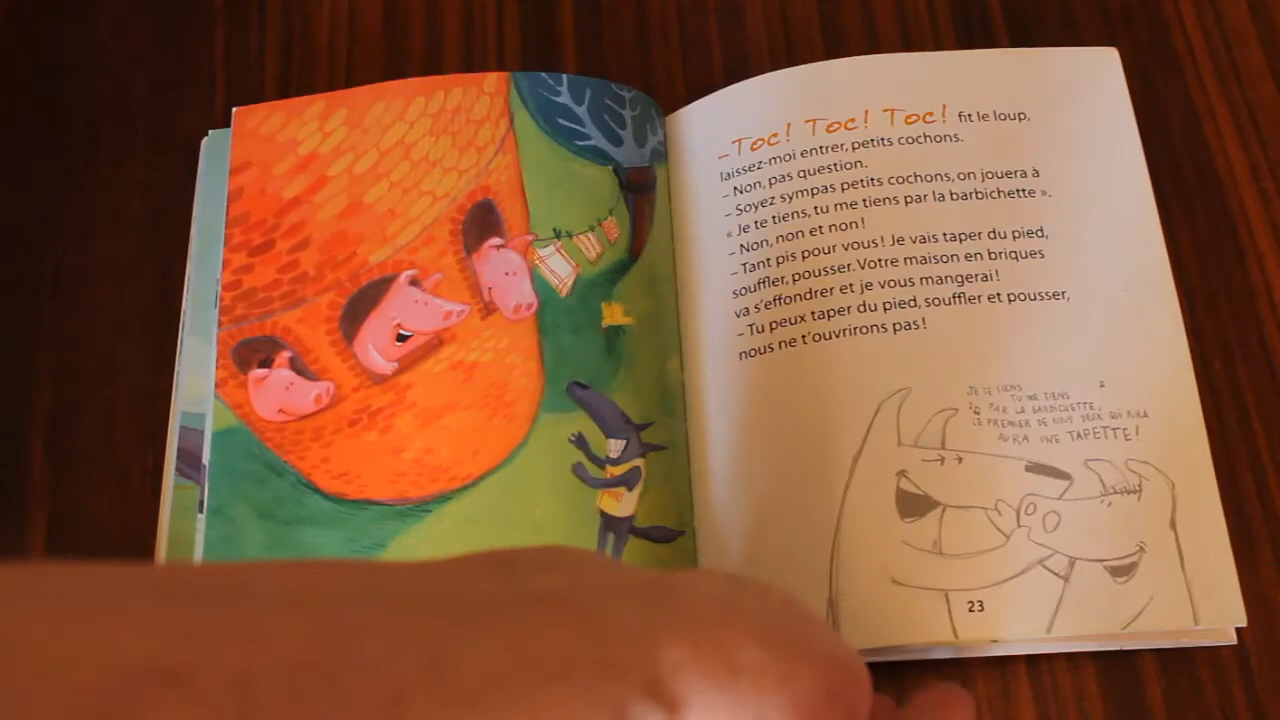 – Toc! Toc! Toc! fit le loup,
laissez-moi entrer, petits cochons.
– Non, pas question.
– Soyez sympas petits cochons, on jouera à
« Je te tiens, tu me tiens par la barbichette ».
– Non, non et non !
– Tant pis pour vous ! Je vais taper du pied,
souffler, pousser. Votre maison en briques
va s'effondrer et je vous mangerai !
– Tu peux taper du pied, souffler et pousser,
nous ne t'ouvrirons pas !
JE TE TIENS
TU ME TIENS
PAR LA BARBICHETTE,
LE PREMIER DE NOUS DEUX QUI RIRA
AURA UNE TAPETTE!
23